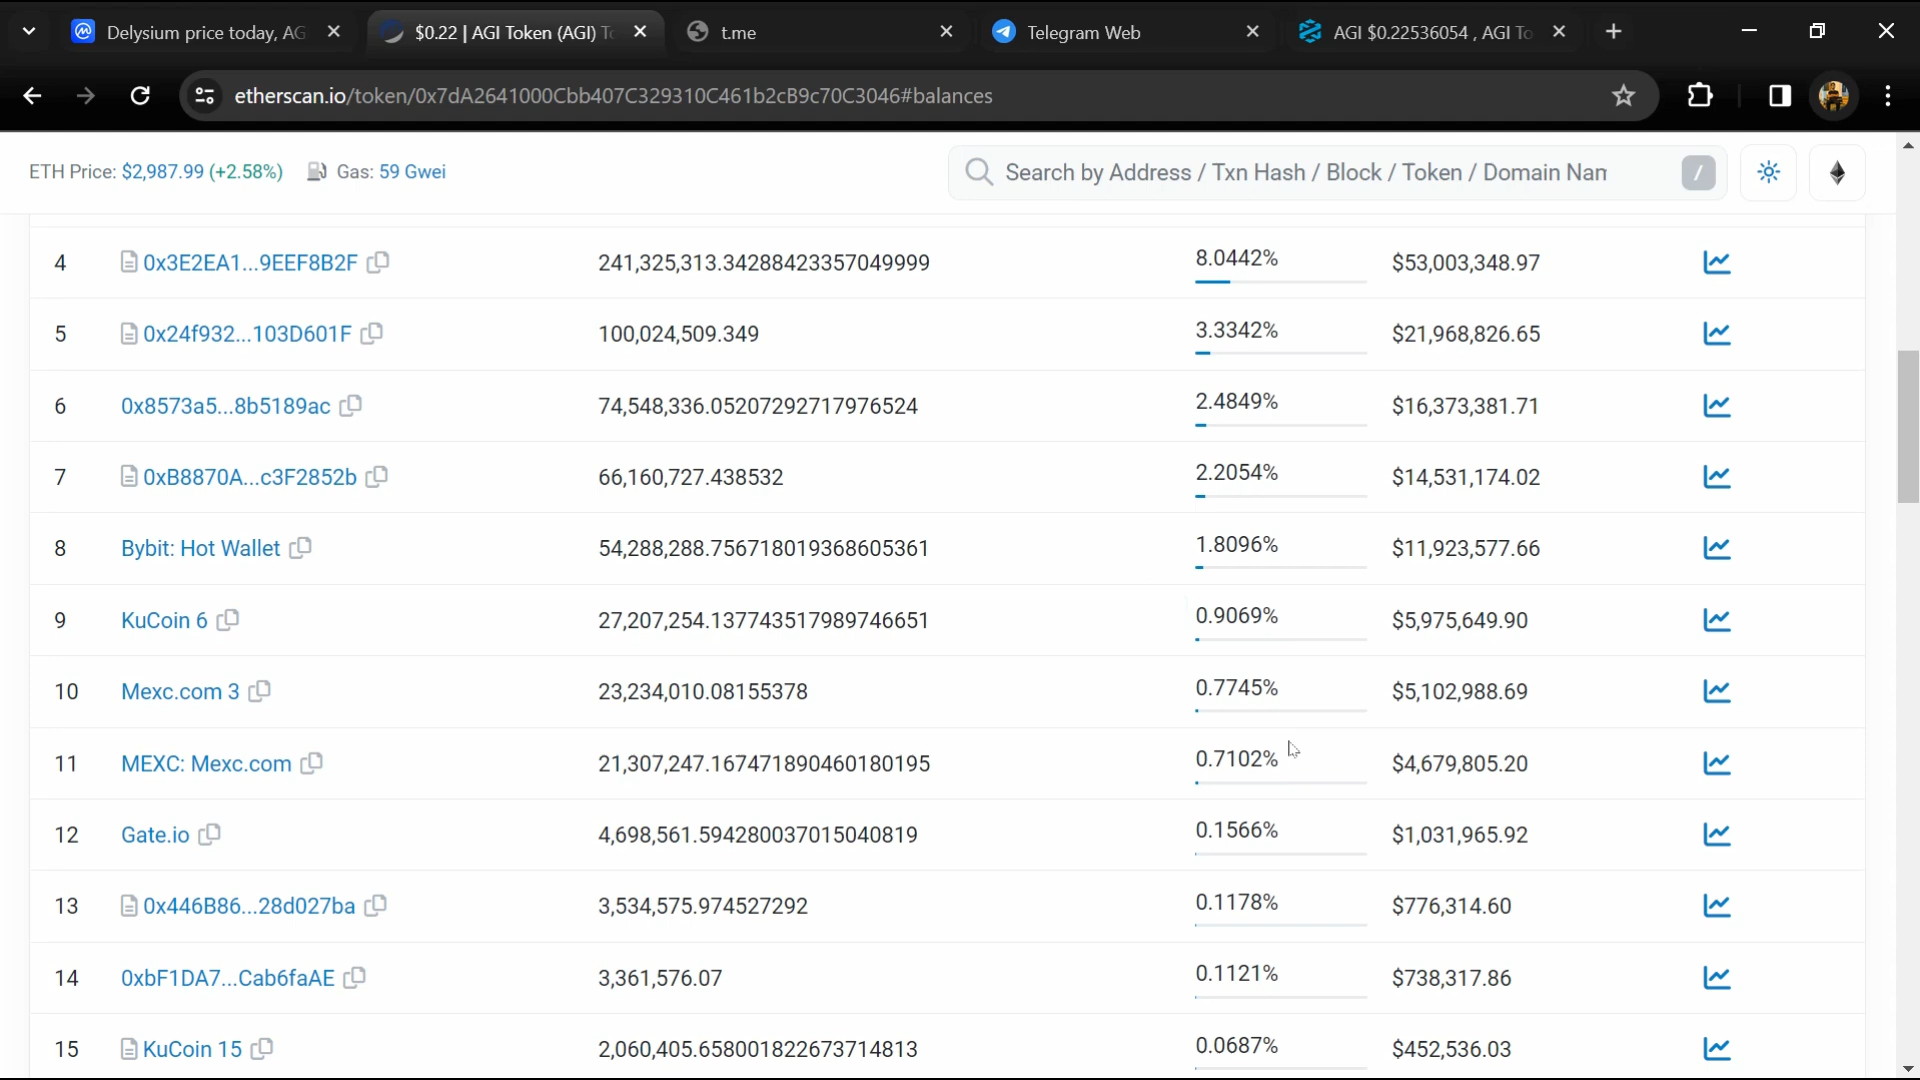 Delysium price today, AG
$0.22 | AGI Token (AGI) To
t.me
Telegram Web
AGI $0.22536054 , AGI To
etherscan.io/token/0x7dA2641000Cbb407C329310C461b2cB9c70C3046#balances
ETH Price: $2,987.99 (+2.58%) Gas: 59 Gwei
Search by Address / Txn Hash / Block / Token / Domain Nam /
4 0x3E2EA1...9EEF8B2F 241,325,313.34288423357049999 8.0442% $53,003,348.97
5 0x24f932...103D601F 100,024,509.349 3.3342% $21,968,826.65
6 0x8573a5...8b5189ac 74,548,336.05207292717976524 2.4849% $16,373,381.71
7 0xB8870A...c3F2852b 66,160,727.438532 2.2054% $14,531,174.02
8 Bybit: Hot Wallet 54,288,288.756718019368605361 1.8096% $11,923,577.66
9 KuCoin 6 27,207,254.137743517989746651 0.9069% $5,975,649.90
10 Mexc.com 3 23,234,010.08155378 0.7745% $5,102,988.69
11 MEXC: Mexc.com 21,307,247.167471890460180195 0.7102% $4,679,805.20
12 Gate.io 4,698,561.594280037015040819 0.1566% $1,031,965.92
13 0x446B86...28d027ba 3,534,575.974527292 0.1178% $776,314.60
14 0xbF1DA7...Cab6faAE 3,361,576.07 0.1121% $738,317.86
15 KuCoin 15 2,060,405.658001822673714813 0.0687% $452,536.03